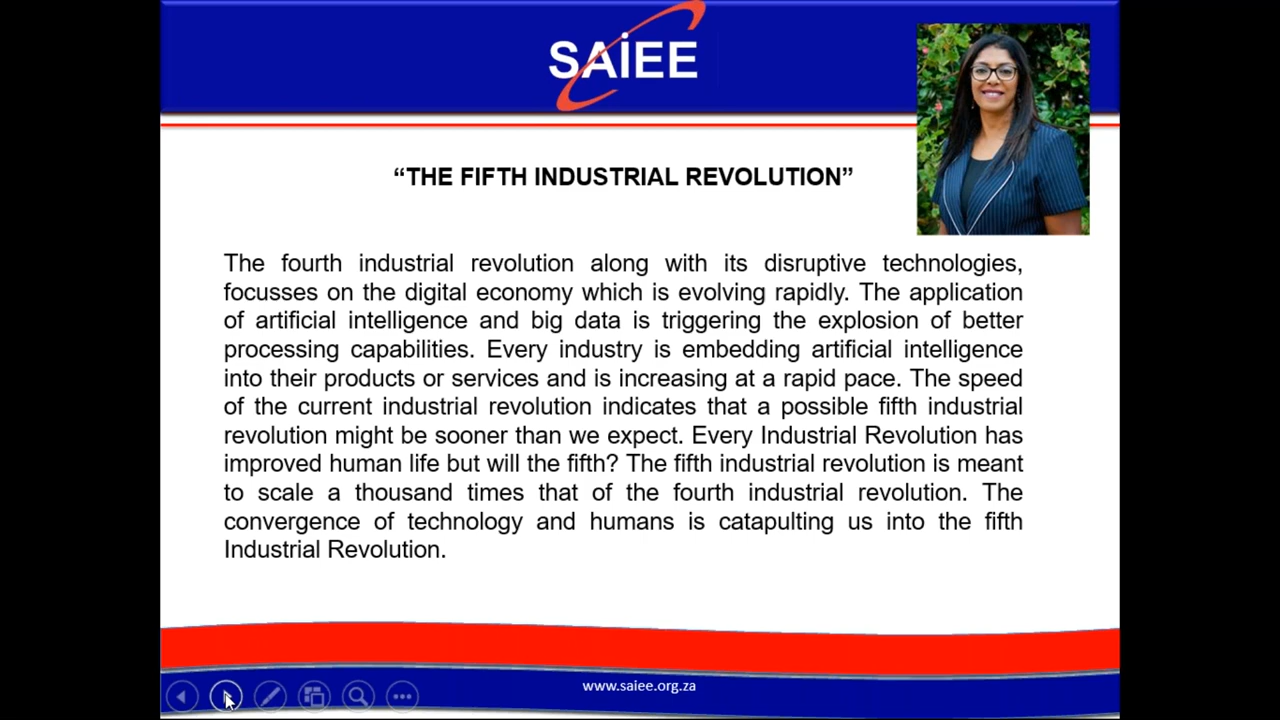 SAiEE
“THE FIFTH INDUSTRIAL REVOLUTION”
The fourth industrial revolution along with its disruptive technologies,
focusses on the digital economy which is evolving rapidly. The application
of artificial intelligence and big data is triggering the explosion of better
processing capabilities. Every industry is embedding artificial intelligence
into their products or services and is increasing at a rapid pace. The speed
of the current industrial revolution indicates that a possible fifth industrial
revolution might be sooner than we expect. Every Industrial Revolution has
improved human life but will the fifth? The fifth industrial revolution is meant
to scale a thousand times that of the fourth industrial revolution. The
convergence of technology and humans is catapulting us into the fifth
Industrial Revolution.
www.saiee.org.za